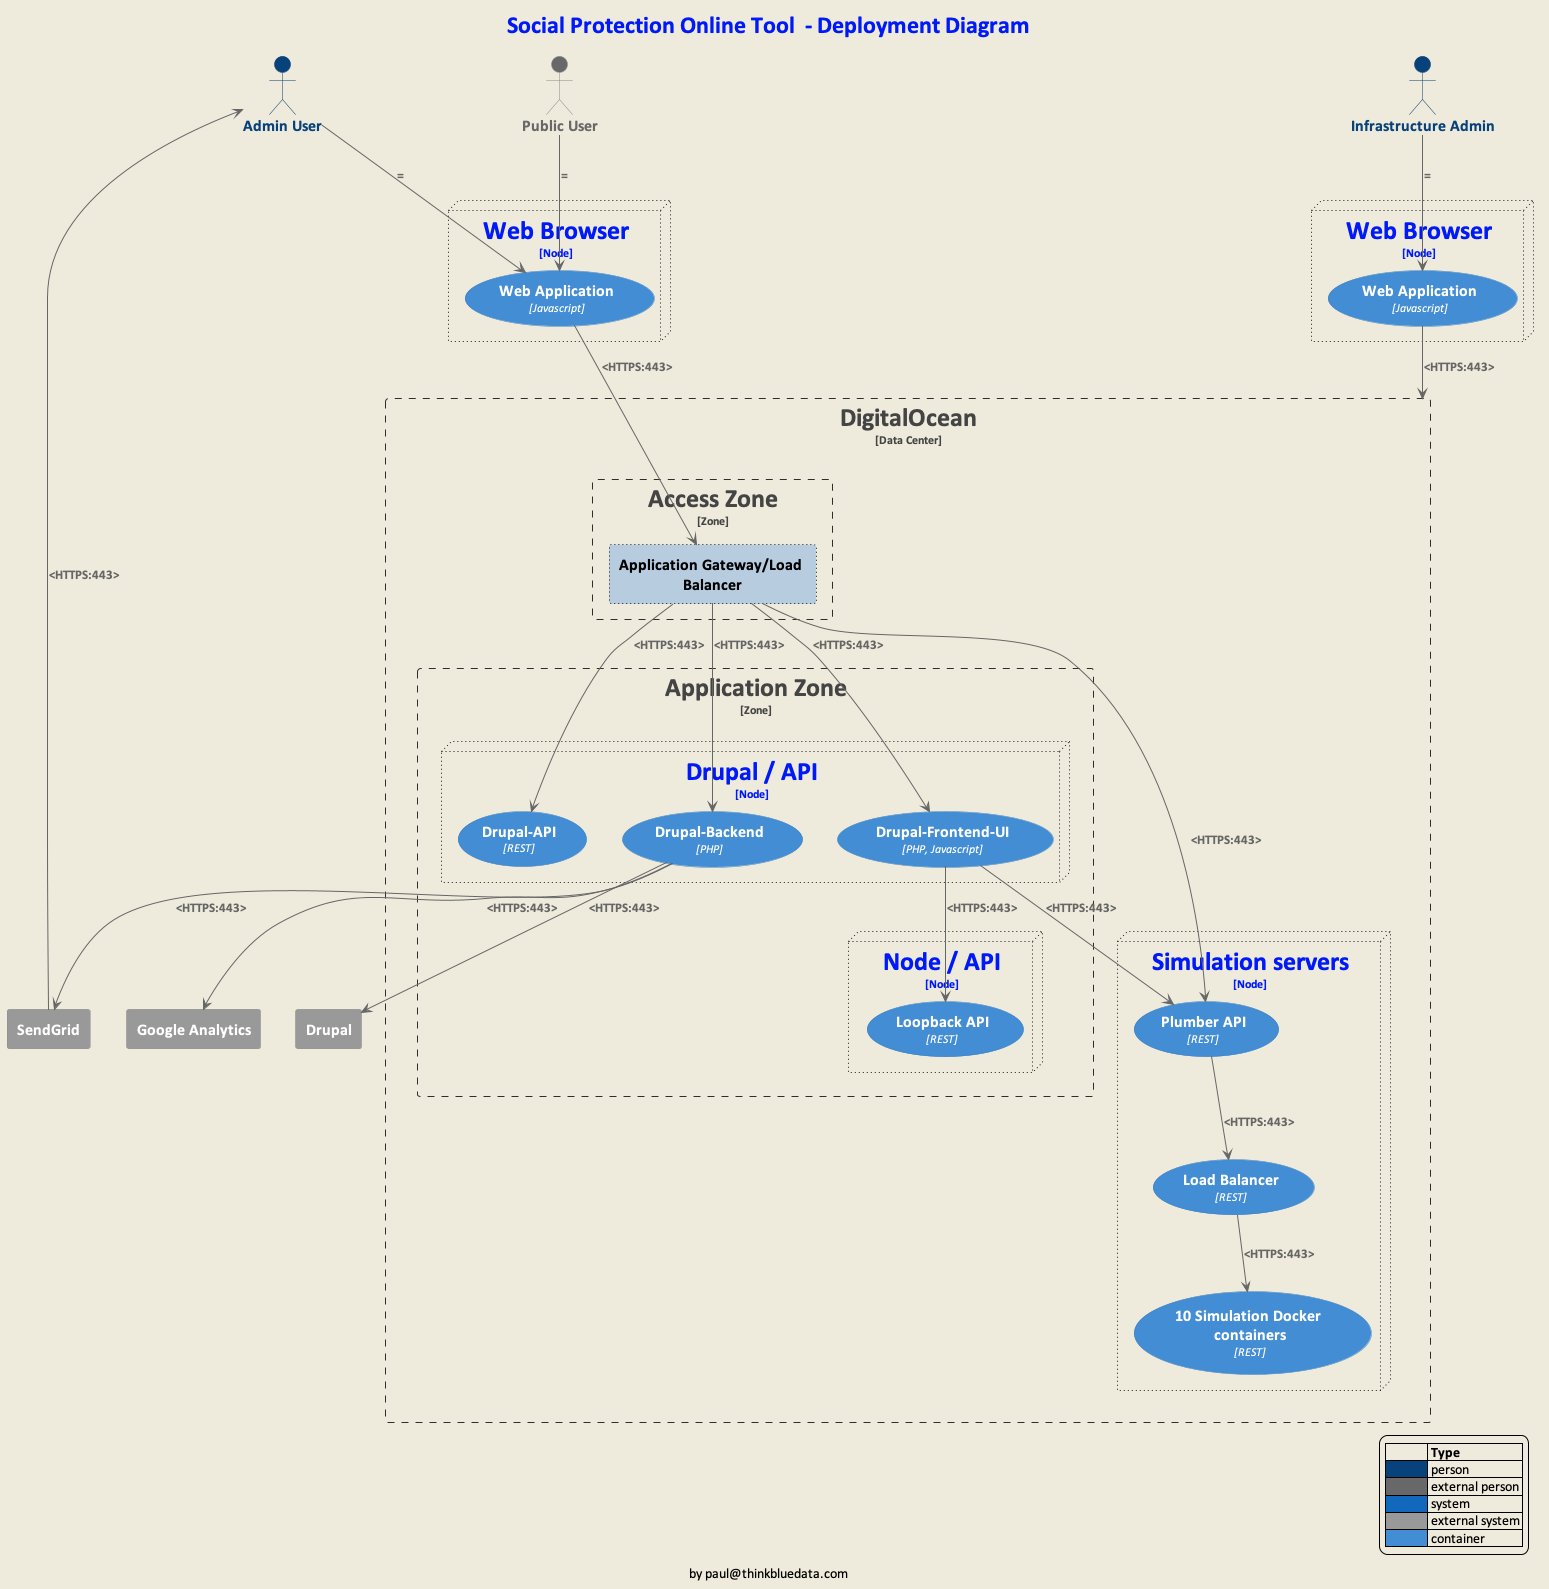 Social Protection Online Tool  - Deployment Diagram
Admin User
Public User
Infrastructure Admin
=
=
=
Web Browser
[Node]
Web Application
[Javascript]
Web Browser
[Node]
Web Application
[Javascript]
<HTTPS:443>
<HTTPS:443>
DigitalOcean
[Data Center]
Access Zone
[Zone]
Application Gateway/Load
Balancer
<HTTPS:443>
<HTTPS:443>
<HTTPS:443>
<HTTPS:443>
Application Zone
[Zone]
Drupal / API
[Node]
Drupal-API
[REST]
Drupal-Backend
[PHP]
Drupal-Frontend-UI
[PHP, Javascript]
<HTTPS:443>
<HTTPS:443>
<HTTPS:443>
<HTTPS:443>
<HTTPS:443>
<HTTPS:443>
Node / API
[Node]
Loopback API
[REST]
Simulation servers
[Node]
Plumber API
[REST]
SendGrid
Google Analytics
Drupal
<HTTPS:443>
Load Balancer
[REST]
<HTTPS:443>
10 Simulation Docker
containers
[REST]
Type
person
external person
system
external system
container
by paul@thinkbluedata.com